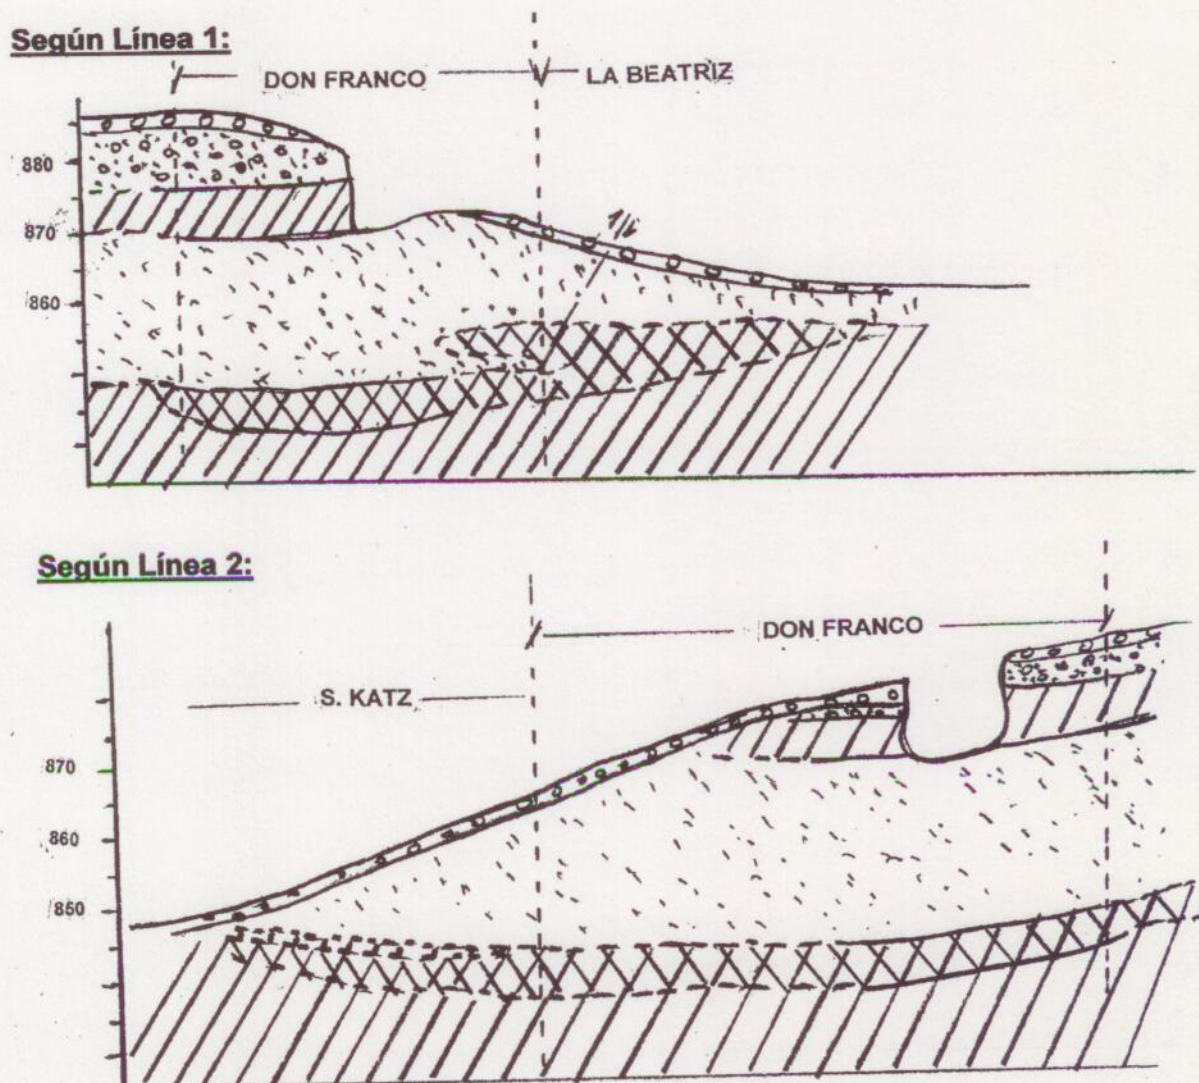 Según Línea 1:
DON FRANCO
LA BEATRIZ
880
870
860
Según Línea 2:
DON FRANCO
S. KATZ
870
860
850